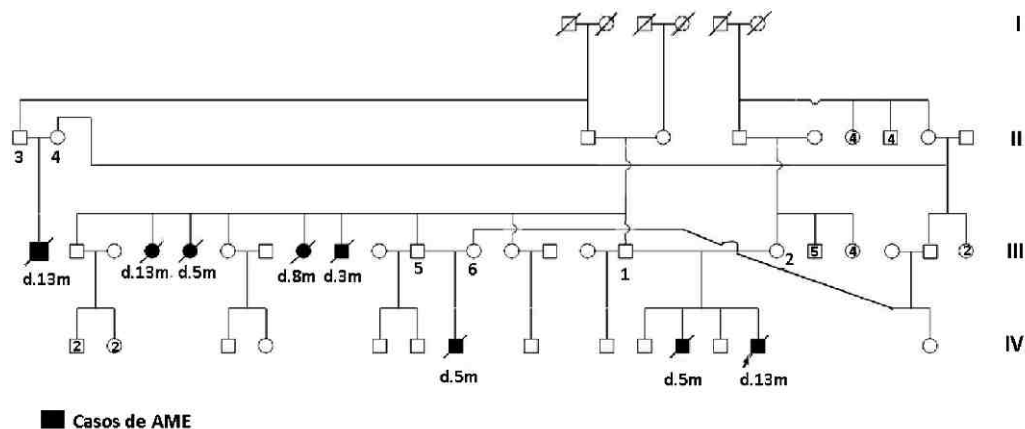 I
4 4 II
3 4
5 4 2 III
d.13m d.13m. d.5m d.8m d.3m 5 6 1 2
2 2 IV
d.5m d.5m d.13m
Casos de AME